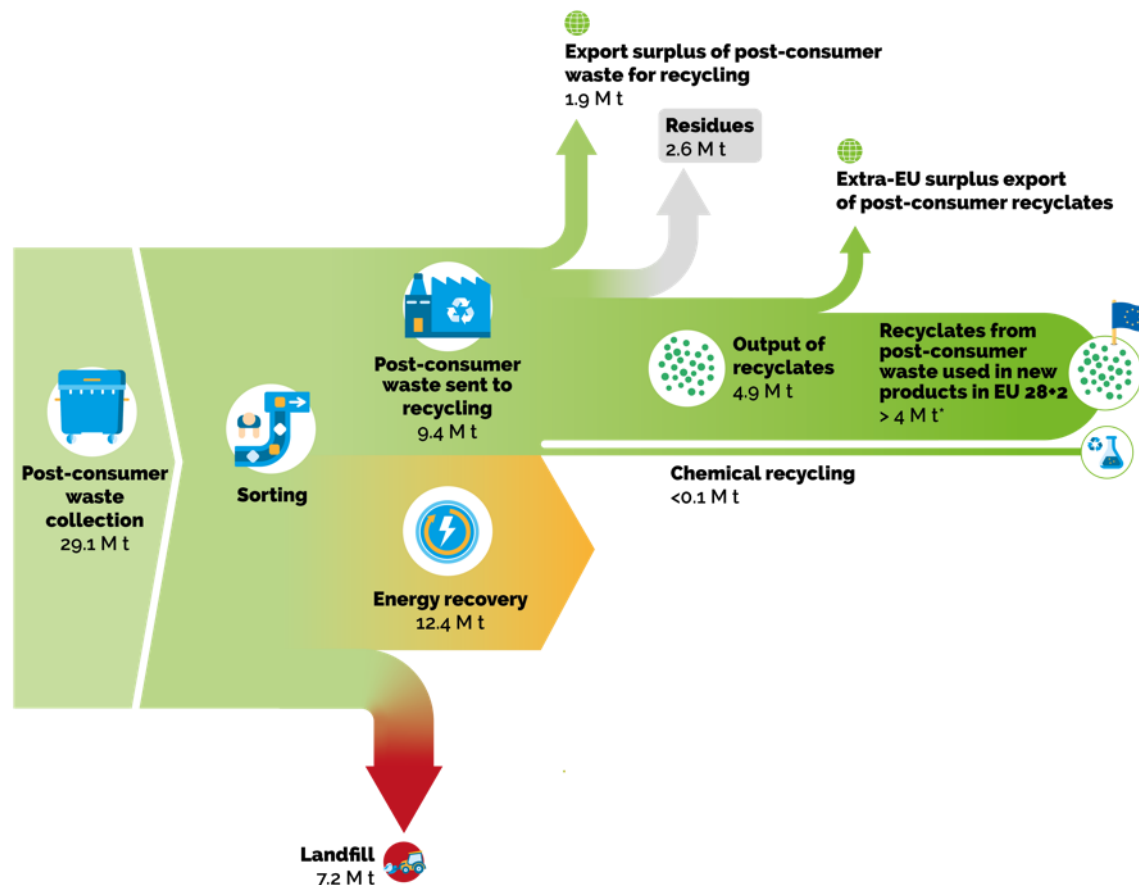 Export surplus of post-consumer
waste for recycling
1.9 M t
Residues
2.6 M t
Extra-EU surplus export
of post-consumer recyclates
Post-consumer
waste sent to
recycling
9.4 M t
Output of
recyclates
4.9 M t
Recyclates from
post-consumer
waste used in new
products in EU 28+2
> 4 M t*
Post-consumer
waste
collection
29.1 M t
Sorting
Chemical recycling
<0.1 M t
Energy recovery
12.4 M t
Landfill
7.2 M t